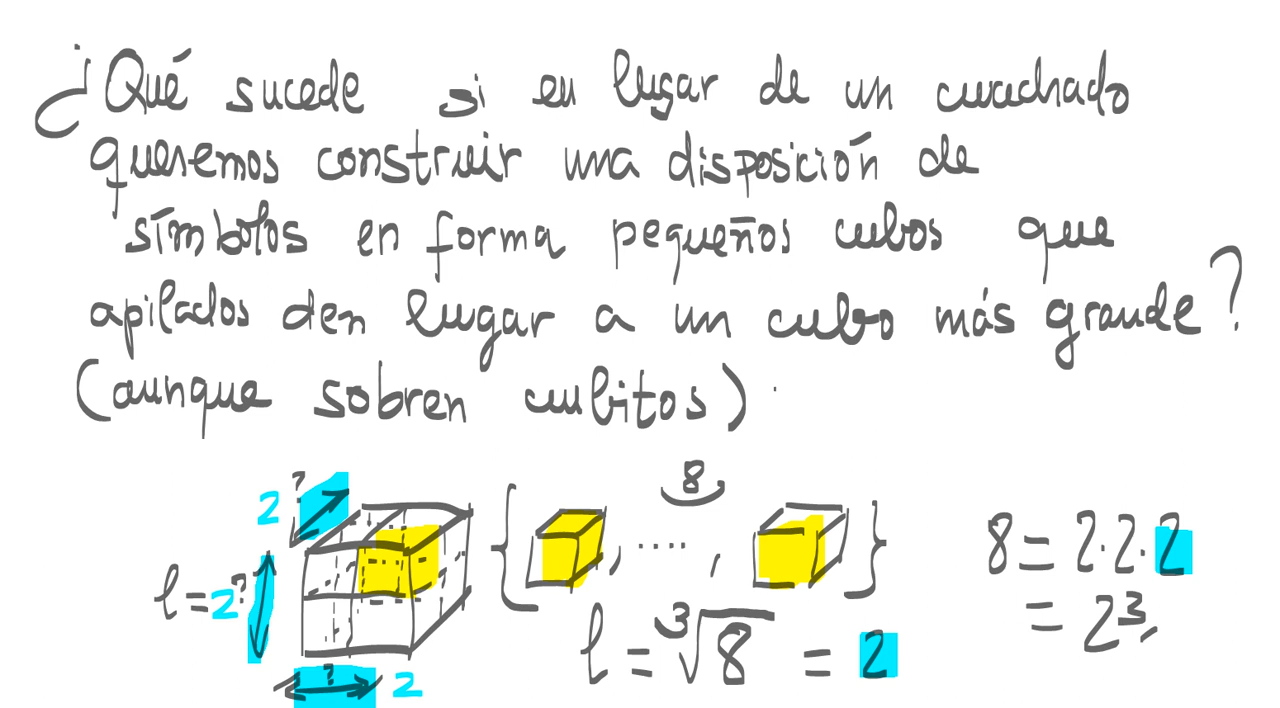 ¿Qué sucede si en lugar de un cuadrado
queremos construir una disposición de
símbolos en forma pequeños cubos que
apilados den lugar a un cubo más grande?
(aunque sobren cubitos).
2 ?
l = 2?
? 2
{ , ...., }
8
l = ∛8 = 2
8 = 2·2·2
= 2³,